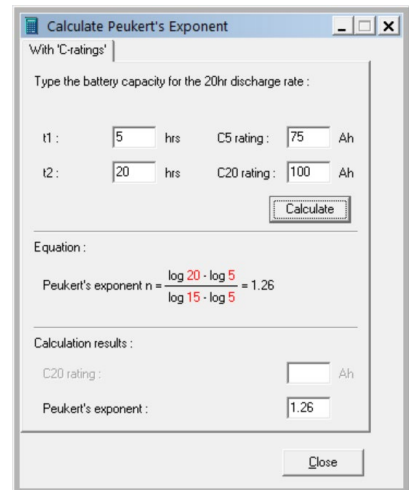 Calculate Peukert's Exponent
With 'C-ratings'
Type the battery capacity for the 20hr discharge rate :
t1 : 5 hrs C5 rating : 75 Ah
t2 : 20 hrs C20 rating : 100 Ah
Calculate
Equation :
Peukert's exponent n = log 20 - log 5 / log 15 - log 5 = 1.26
Calculation results :
C20 rating : Ah
Peukert's exponent : 1.26
Close